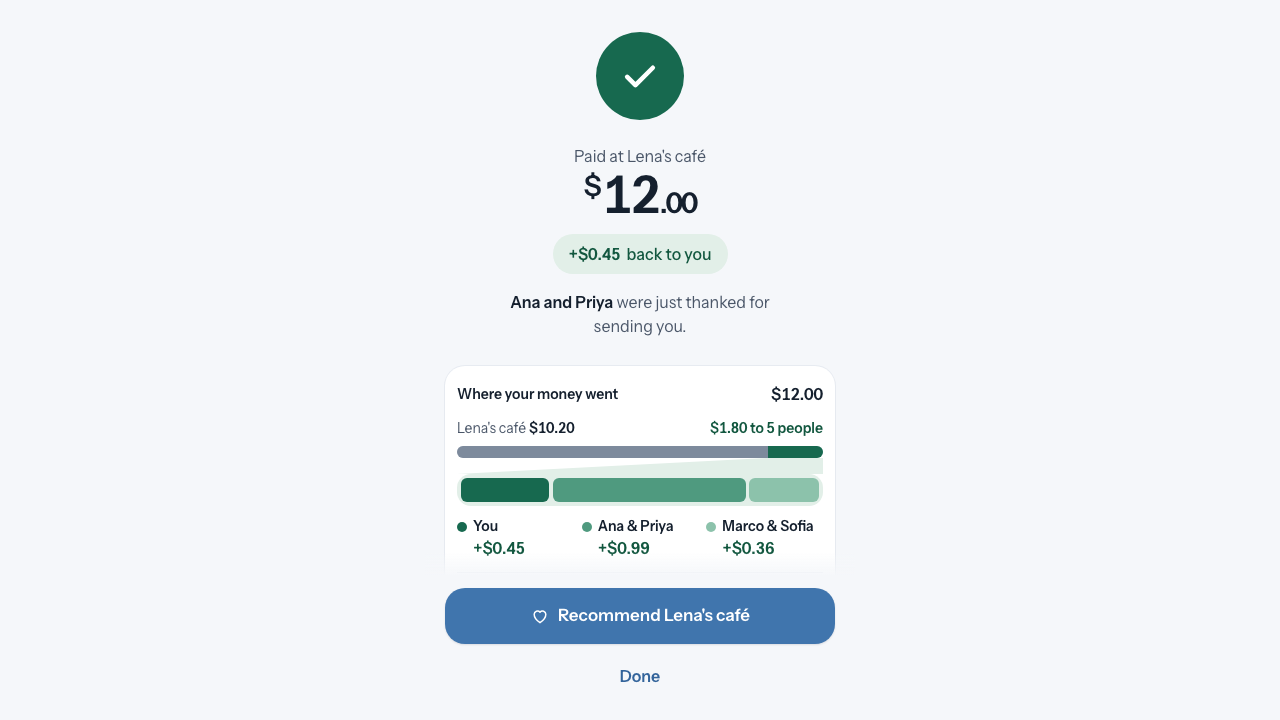 Paid at Lena's café
$12.00
+$0.45 back to you
Ana and Priya were just thanked for
sending you.
Where your money went $12.00
Lena's café $10.20 $1.80 to 5 people
You Ana & Priya Marco & Sofia
+$0.45 +$0.99 +$0.36
Recommend Lena's café
Done